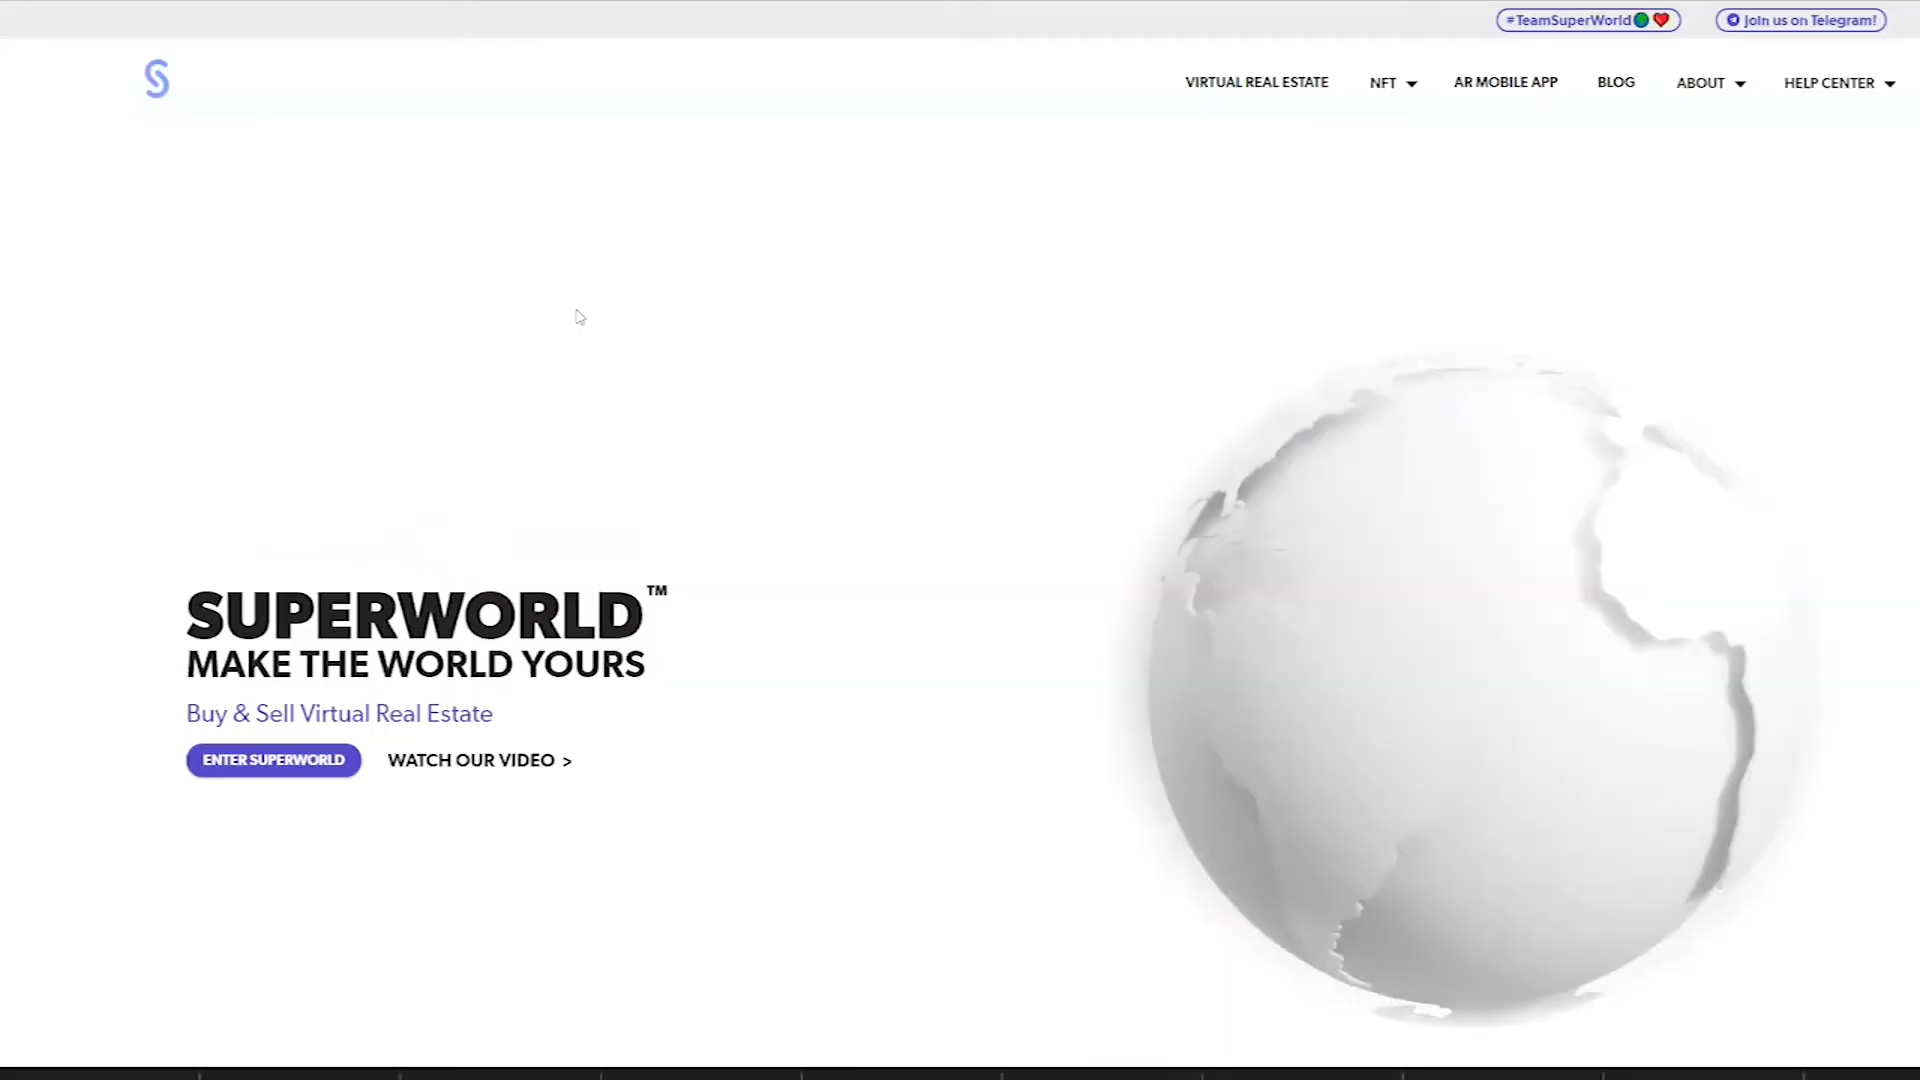 #TeamSuperWorld🌍❤️
Join us on Telegram!
S
VIRTUAL REAL ESTATE
NFT
AR MOBILE APP
BLOG
ABOUT
HELP CENTER
SUPERWORLD™
MAKE THE WORLD YOURS
Buy & Sell Virtual Real Estate
ENTER SUPERWORLD
WATCH OUR VIDEO >